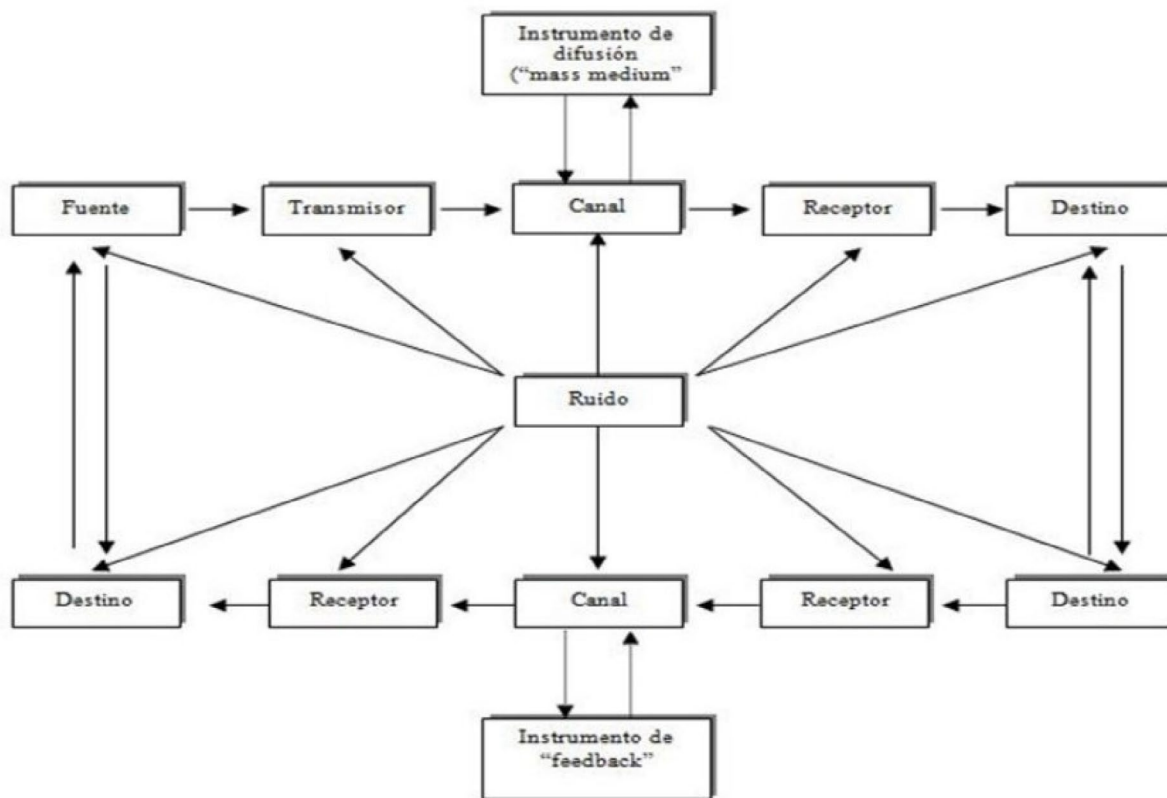 Instrumento de
difusión
(“mass medium”
Fuente
Transmisor
Canal
Receptor
Destino
Ruido
Destino
Receptor
Canal
Receptor
Destino
Instrumento de
“feedback”